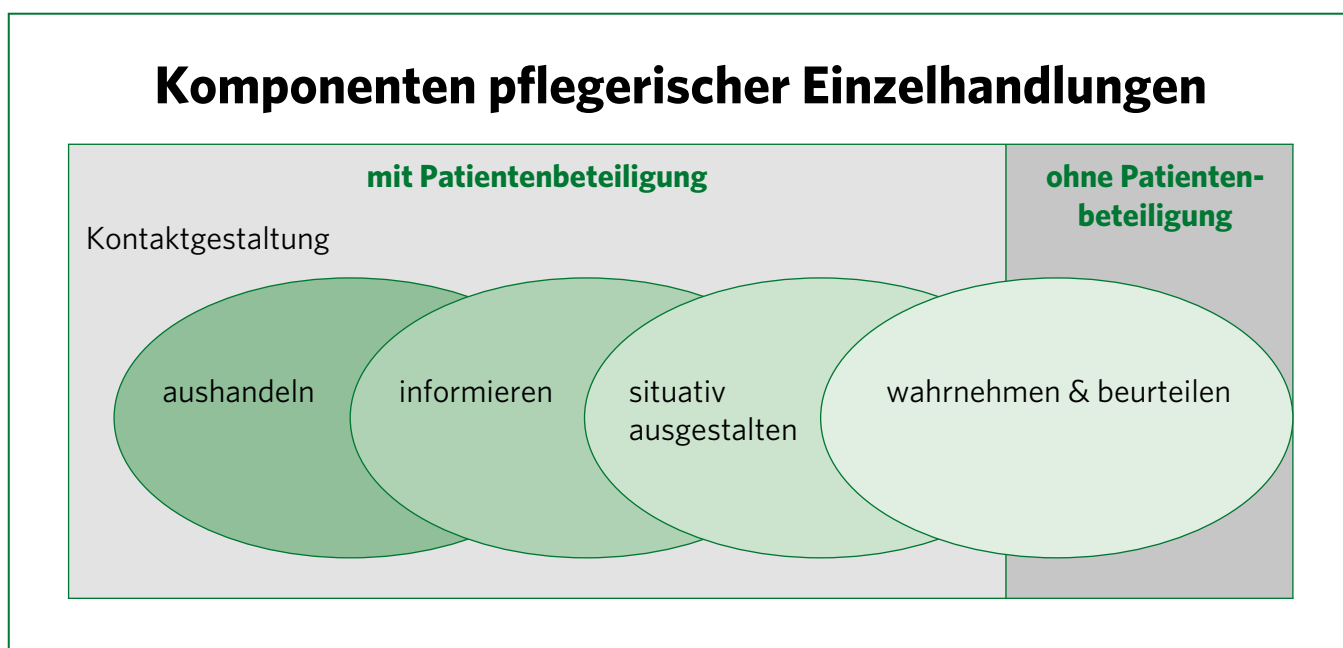 Komponenten pflegerischer Einzelhandlungen
mit Patientenbeteiligung
ohne Patienten-
beteiligung
Kontaktgestaltung
aushandeln
informieren
situativ
ausgestalten
wahrnehmen & beurteilen